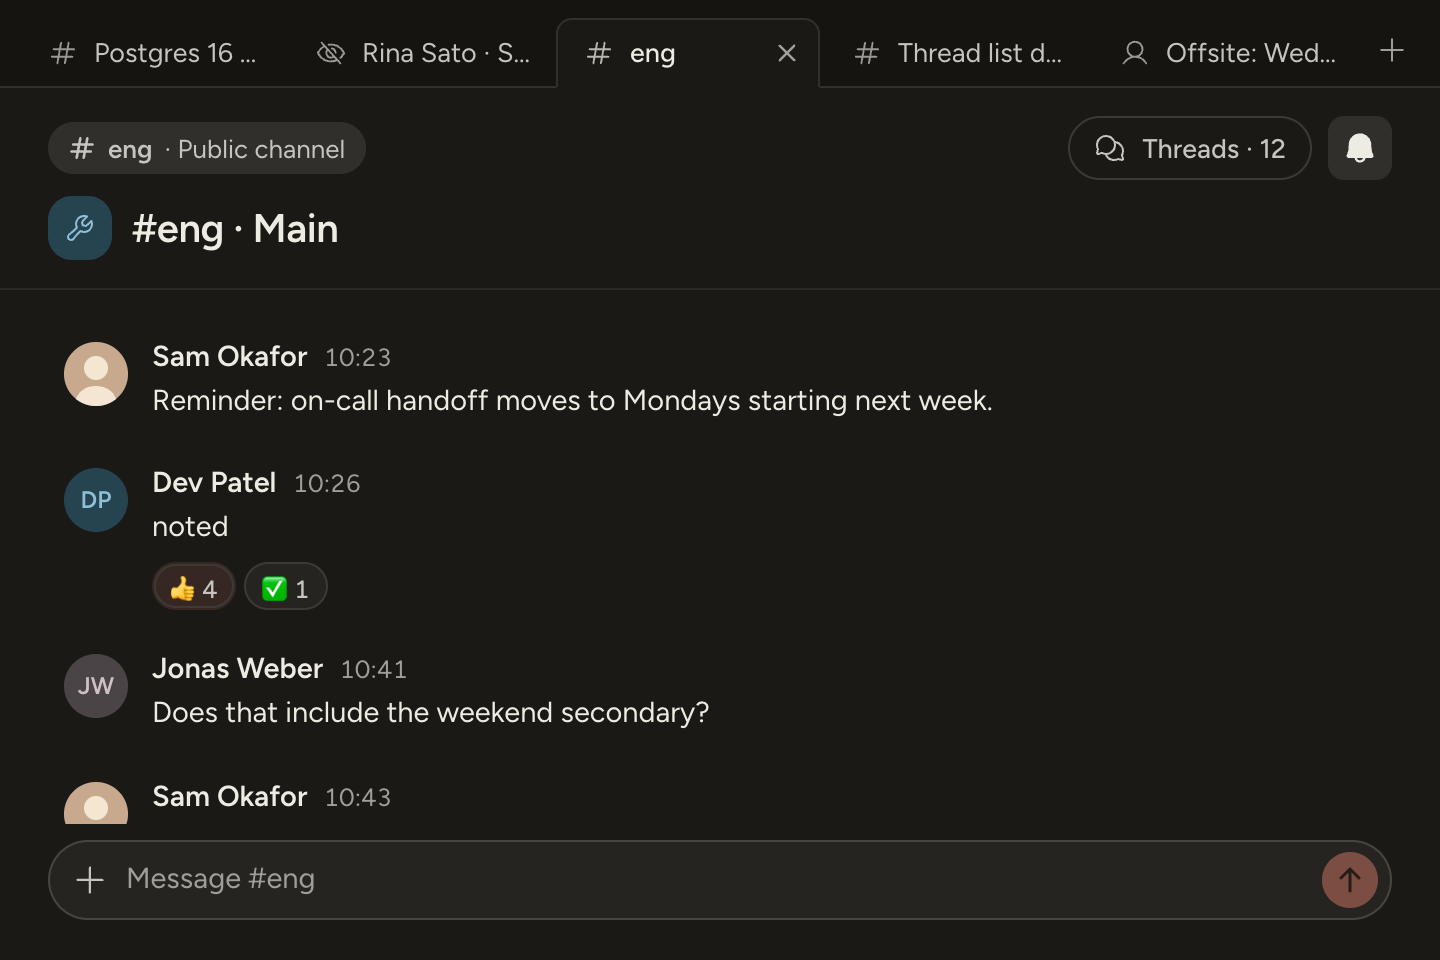 Postgres 16 ...
Rina Sato · S...
eng
Thread list d...
Offsite: Wed...
# eng · Public channel
Threads · 12
#eng · Main
Sam Okafor 10:23
Reminder: on-call handoff moves to Mondays starting next week.
Dev Patel 10:26
DP
noted
👍 4 ✅ 1
Jonas Weber 10:41
JW
Does that include the weekend secondary?
Sam Okafor 10:43
Message #eng